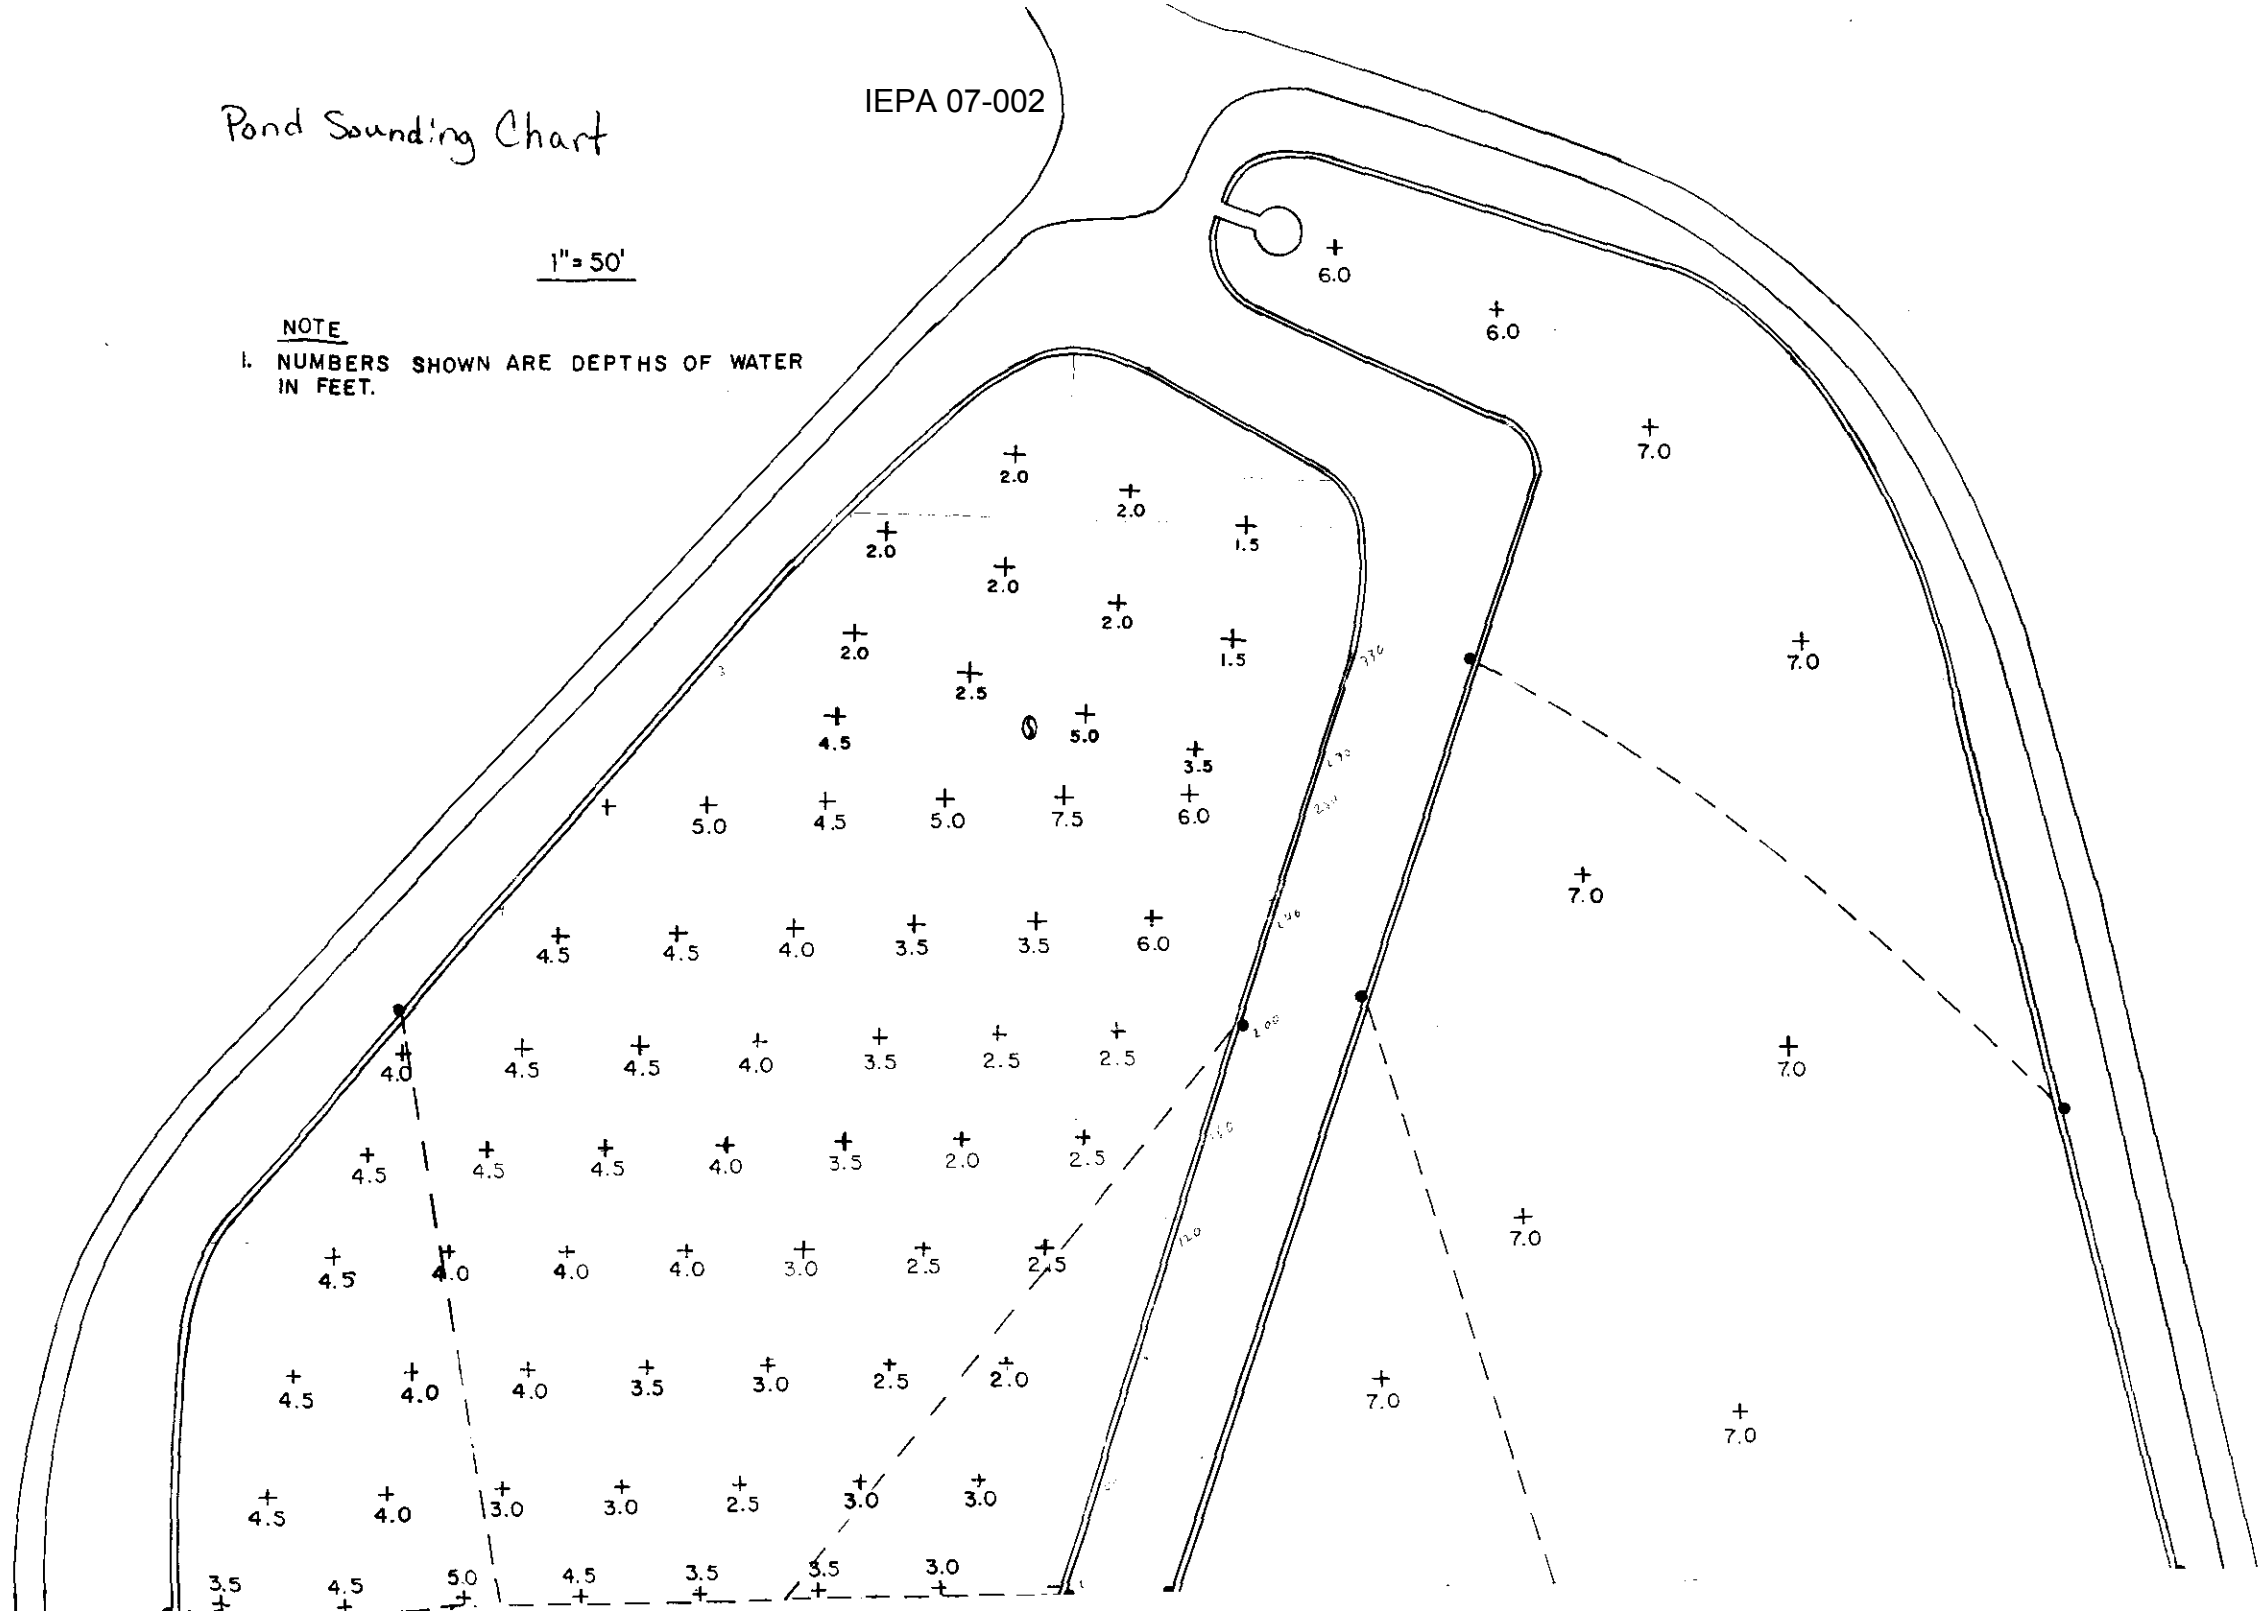 IEPA 07-002
Pond Sounding Chart
1"= 50'
NOTE
1. NUMBERS SHOWN ARE DEPTHS OF WATER
IN FEET.
6.0
6.0
7.0
2.0
2.0
2.0 1.5
2.0
2.0
2.0 1.5 330 7.0
2.5
4.5 5.0
3.5 290
5.0 4.5 5.0 7.5 6.0
7.0
4.5 4.5 4.0 3.5 3.5 6.0 240
4.0 4.5 4.5 4.0 3.5 2.5 2.5 200 7.0
4.5 4.5 4.5 4.0 3.5 2.0 2.5
4.5 4.0 4.0 4.0 3.0 2.5 2.5 120 7.0
4.5 4.0 4.0 3.5 3.0 2.5 2.0 7.0
7.0
4.5 4.0 3.0 3.0 2.5 3.0 3.0
3.5 4.5 5.0 4.5 3.5 3.5 3.0